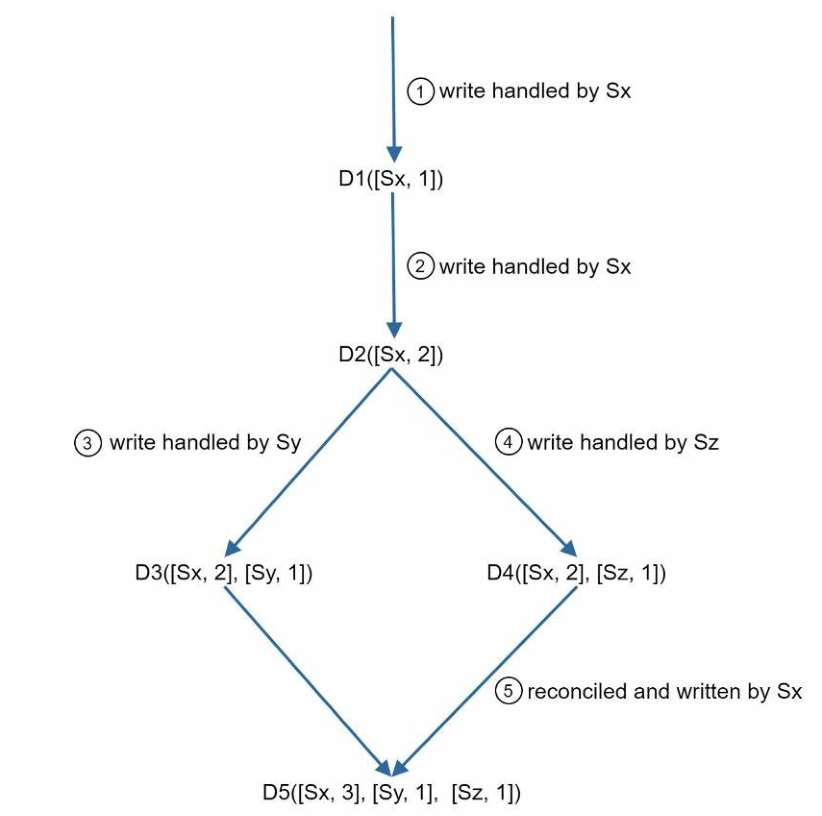 ① write handled by Sx
D1([Sx, 1])
② write handled by Sx
D2([Sx, 2])
③ write handled by Sy
④ write handled by Sz
D3([Sx, 2], [Sy, 1])
D4([Sx, 2], [Sz, 1])
⑤ reconciled and written by Sx
D5([Sx, 3], [Sy, 1], [Sz, 1])